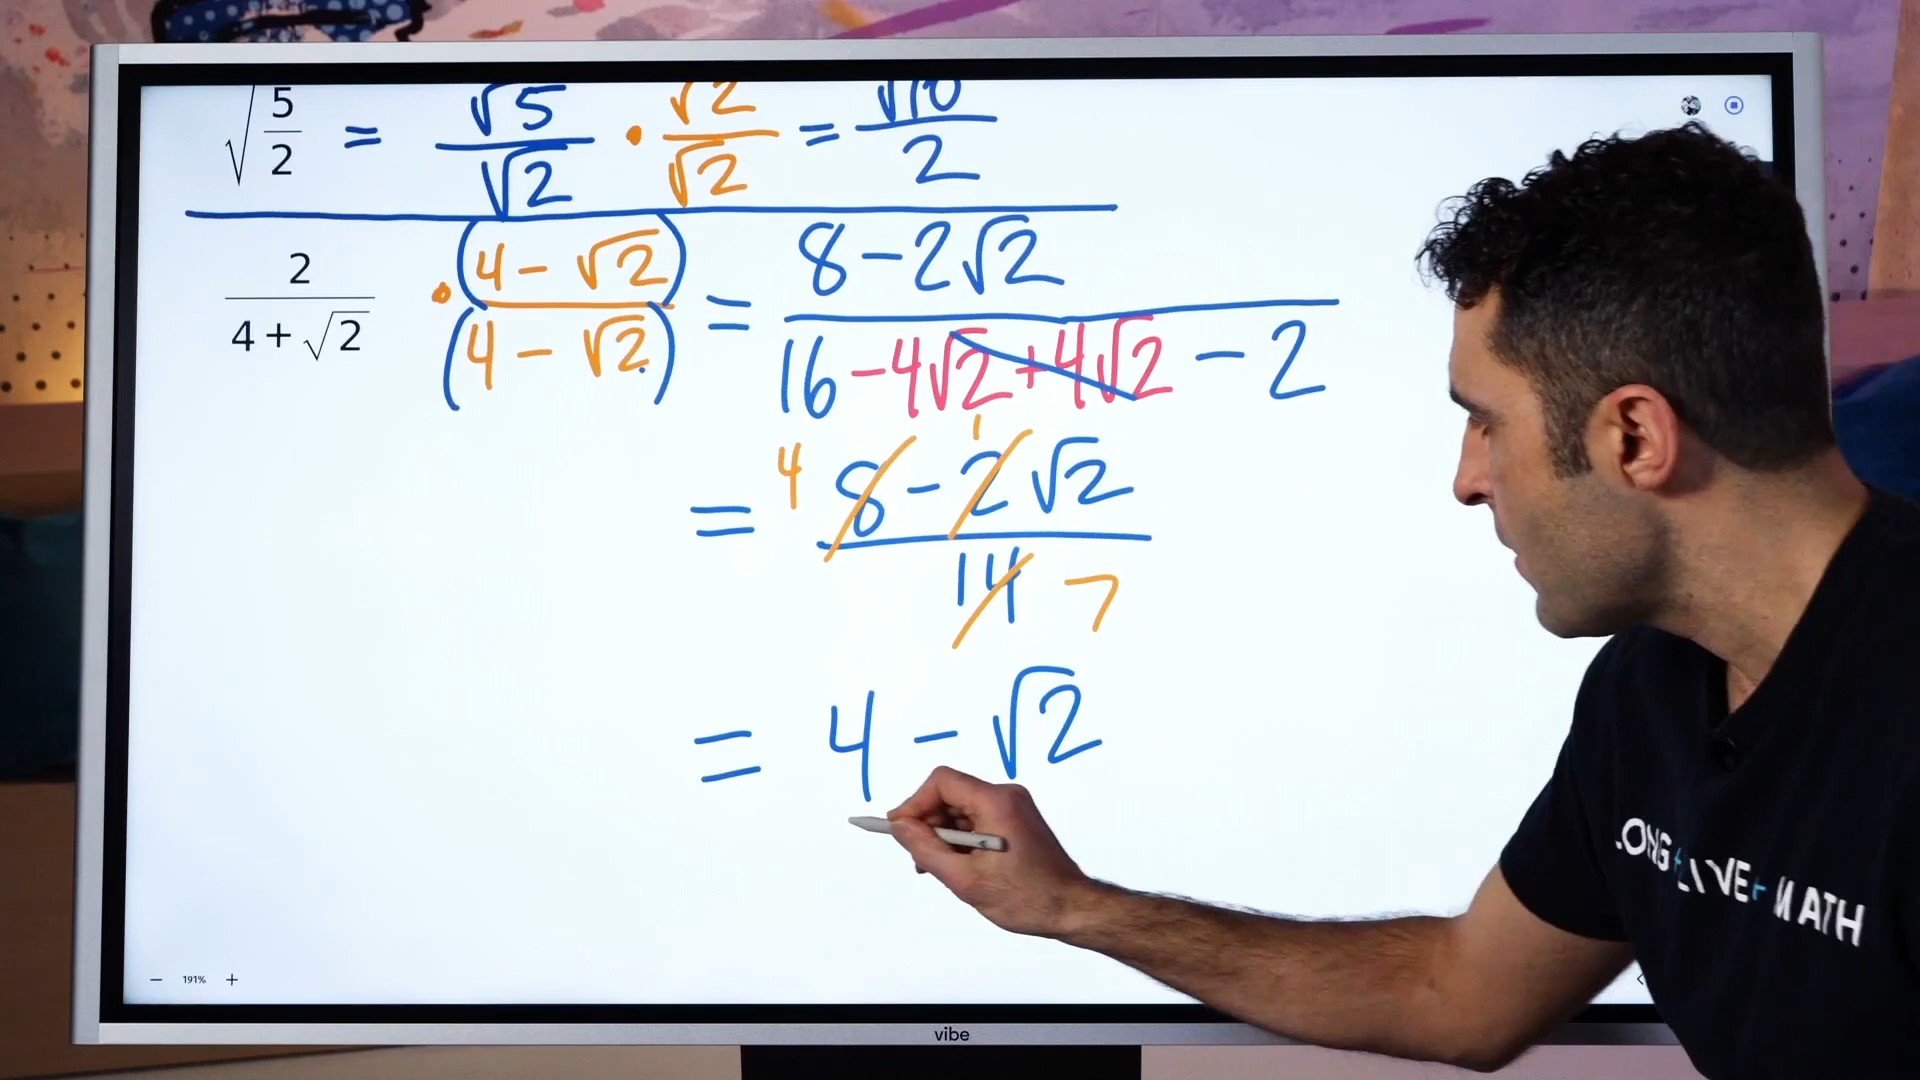 √5/2 = √5/√2 · √2/√2 = √10/2
2/(4+√2) · (4-√2)/(4-√2) = 8-2√2/16-4√2+4√2-2
= 4 8-2 1 √2/14 7
= 4-√2
LONG+LIVE+MATH
- 191% +
vibe